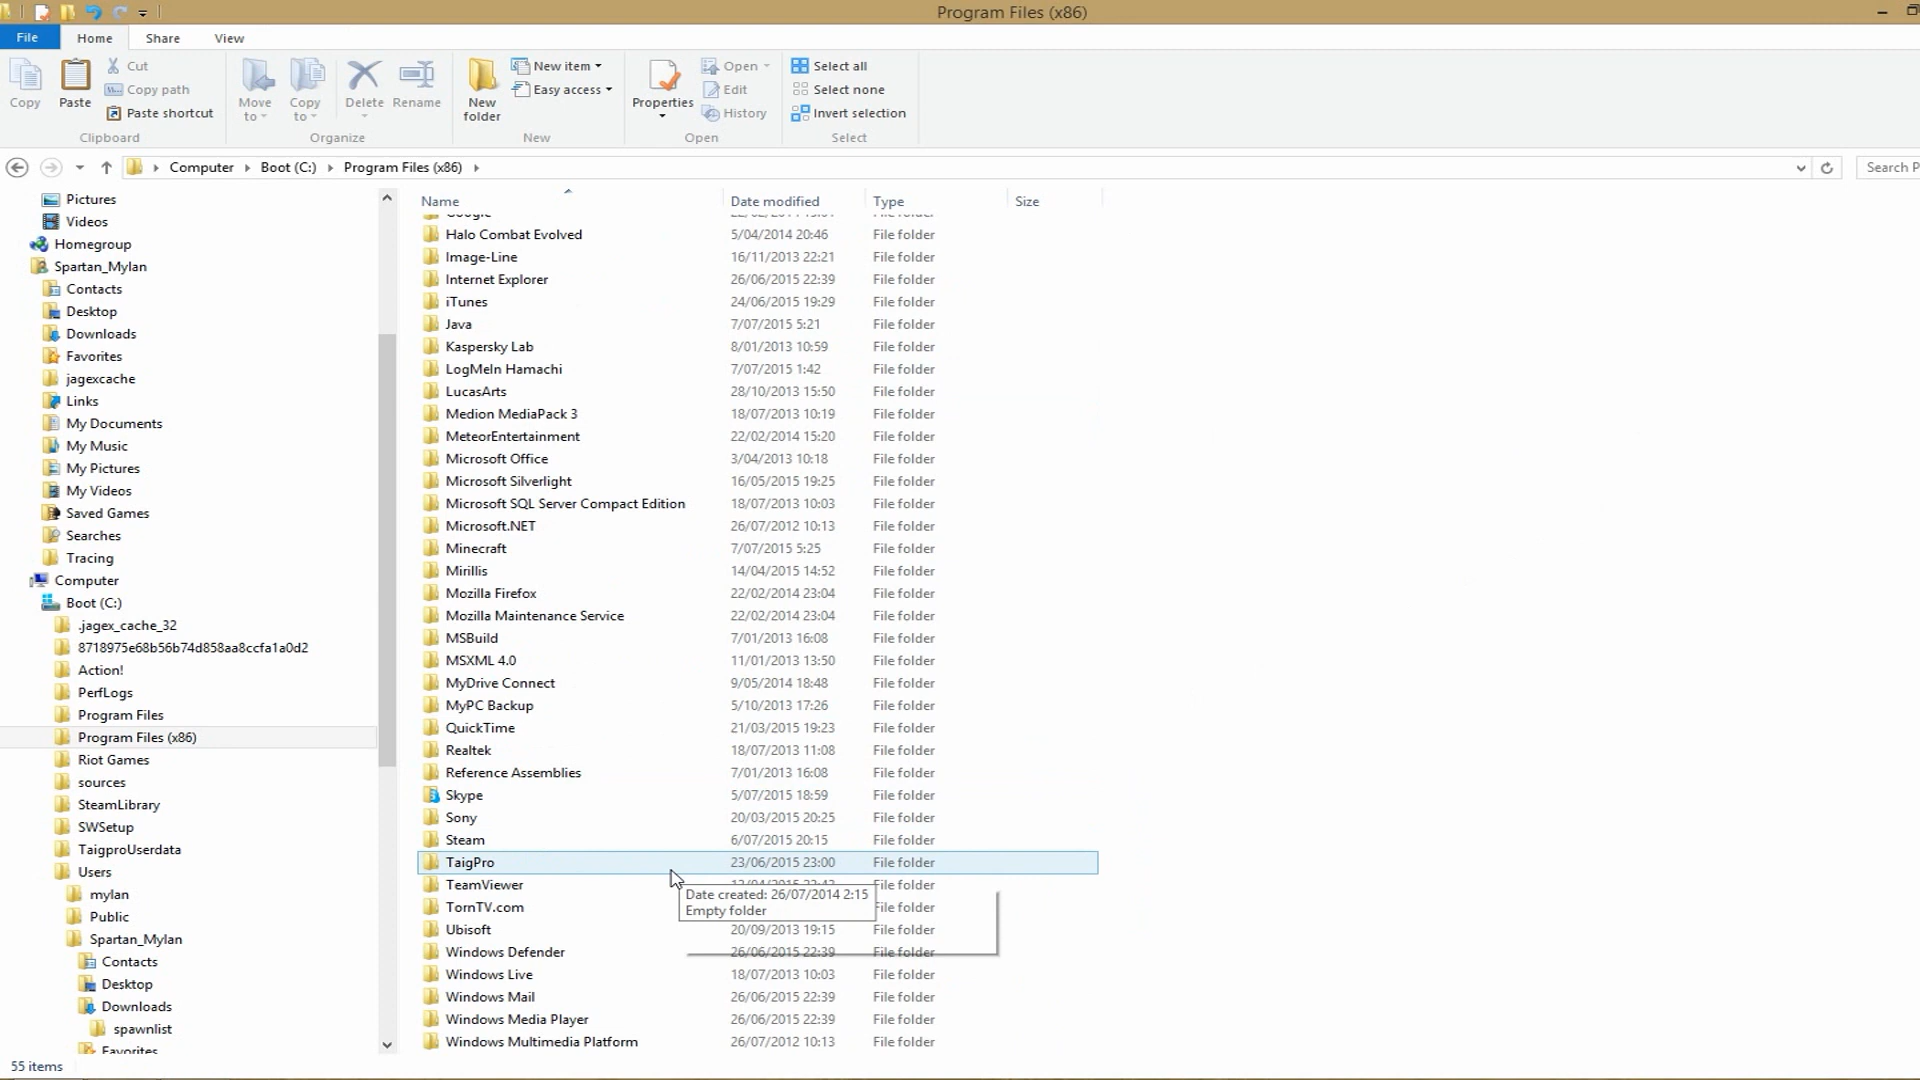 Program Files (x86)
File
Home
Share
View
Copy
Paste
Cut
Copy path
Paste shortcut
Clipboard
Move to
Copy to
Delete
Rename
Organize
New folder
New item
Easy access
New
Properties
Open
Edit
History
Open
Select all
Select none
Invert selection
Select
Computer
Boot (C:)
Program Files (x86)
Search P
Pictures
Videos
Homegroup
Spartan_Mylan
Contacts
Desktop
Downloads
Favorites
jagexcache
Links
My Documents
My Music
My Pictures
My Videos
Saved Games
Searches
Tracing
Computer
Boot (C:)
.jagex_cache_32
8718975e68b56b74d858aa8ccfa1a0d2
Action!
PerfLogs
Program Files
Program Files (x86)
Riot Games
sources
SteamLibrary
SWSetup
TaigproUserdata
Users
mylan
Public
Spartan_Mylan
Contacts
Desktop
Downloads
spawnlist
Favorites
Name Date modified Type Size
Google
Halo Combat Evolved 5/04/2014 20:46 File folder
Image-Line 16/11/2013 22:21 File folder
Internet Explorer 26/06/2015 22:39 File folder
iTunes 24/06/2015 19:29 File folder
Java 7/07/2015 5:21 File folder
Kaspersky Lab 8/01/2013 10:59 File folder
LogMeIn Hamachi 7/07/2015 1:42 File folder
LucasArts 28/10/2013 15:50 File folder
Medion MediaPack 3 18/07/2013 10:19 File folder
MeteorEntertainment 22/02/2014 15:20 File folder
Microsoft Office 3/04/2013 10:18 File folder
Microsoft Silverlight 16/05/2015 19:25 File folder
Microsoft SQL Server Compact Edition 18/07/2013 10:03 File folder
Microsoft.NET 26/07/2012 10:13 File folder
Minecraft 7/07/2015 5:25 File folder
Mirillis 14/04/2015 14:52 File folder
Mozilla Firefox 22/02/2014 23:04 File folder
Mozilla Maintenance Service 22/02/2014 23:04 File folder
MSBuild 7/01/2013 16:08 File folder
MSXML 4.0 11/01/2013 13:50 File folder
MyDrive Connect 9/05/2014 18:48 File folder
MyPC Backup 5/10/2013 17:26 File folder
QuickTime 21/03/2015 19:23 File folder
Realtek 18/07/2013 11:08 File folder
Reference Assemblies 7/01/2013 16:08 File folder
Skype 5/07/2015 18:59 File folder
Sony 20/03/2015 20:25 File folder
Steam 6/07/2015 20:15 File folder
TaigPro 23/06/2015 23:00 File folder
TeamViewer File folder
Date created: 26/07/2014 2:15
Empty folder
TornTV.com File folder
Ubisoft 20/09/2013 19:15 File folder
Windows Defender 26/06/2015 22:39 File folder
Windows Live 18/07/2013 10:03 File folder
Windows Mail 26/06/2015 22:39 File folder
Windows Media Player 26/06/2015 22:39 File folder
Windows Multimedia Platform 26/07/2012 10:13 File folder
55 items